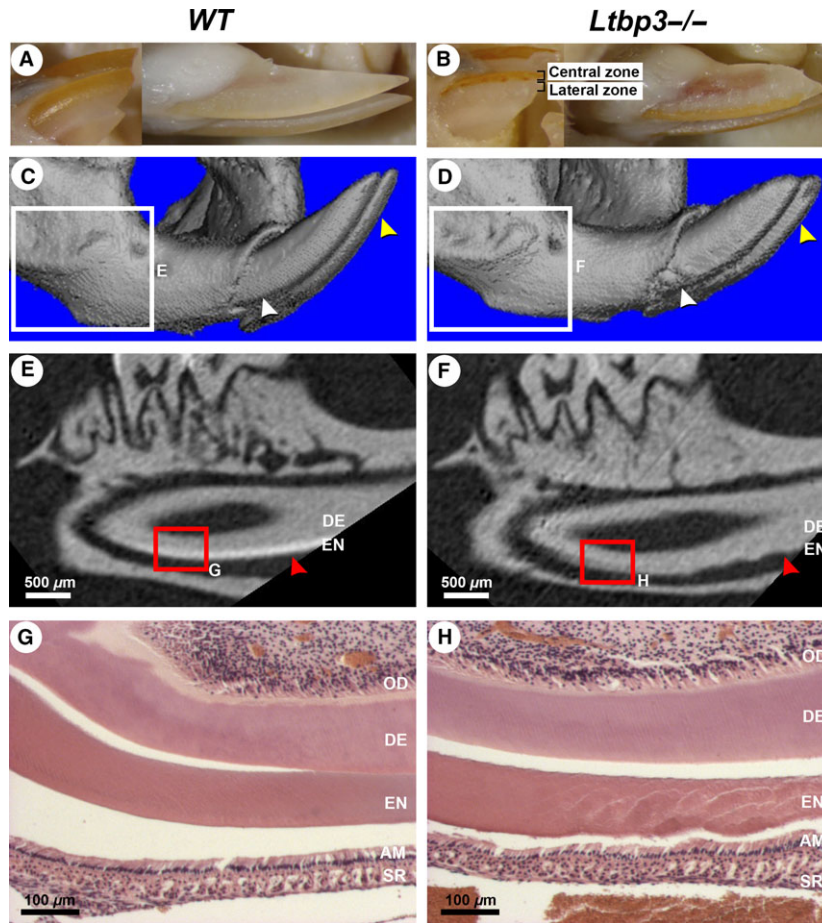 WT
Ltbp3–/–
A
B
Central zone
Lateral zone
C
D
E
F
E
F
DE
EN
G
500 µm
DE
EN
H
500 µm
G
H
OD
DE
EN
AM
SR
100 µm
OD
DE
EN
AM
SR
100 µm